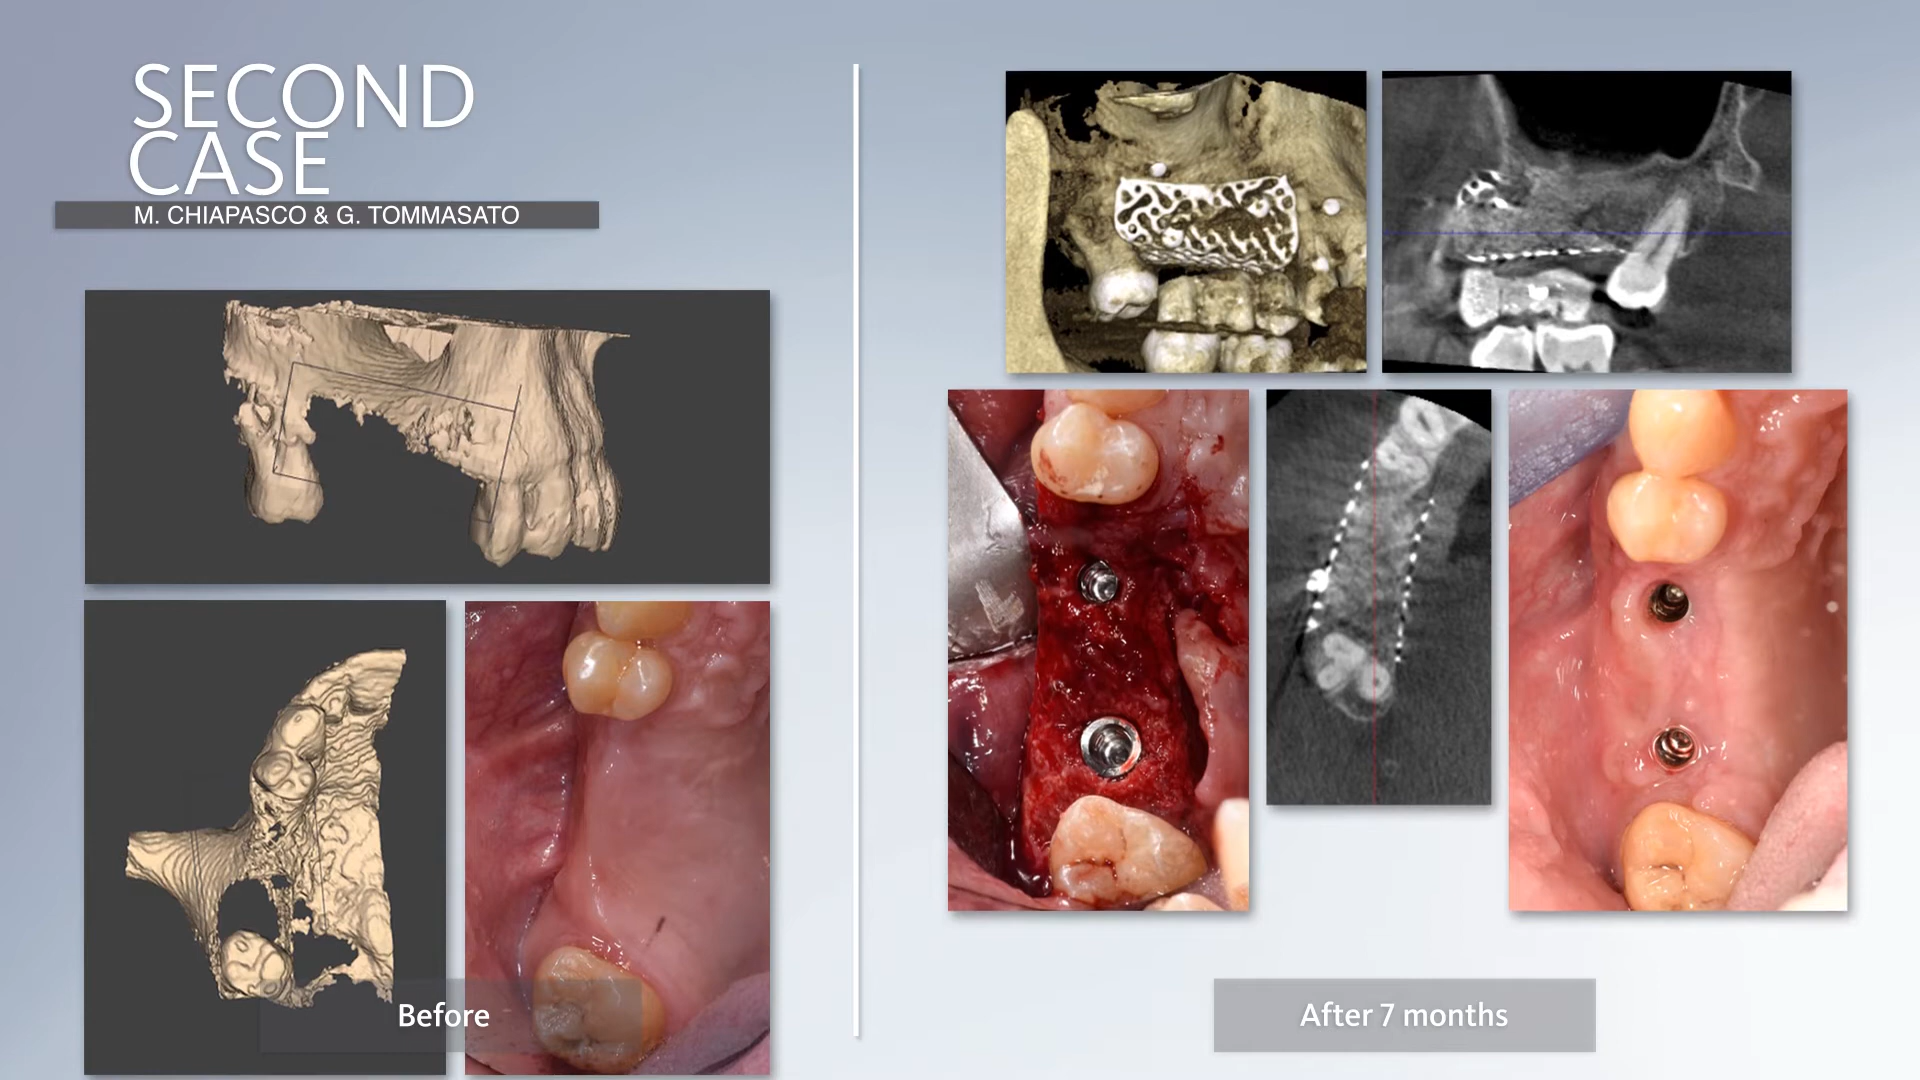 SECOND
CASE
M. CHIAPASCO & G. TOMMASATO
Before
After 7 months